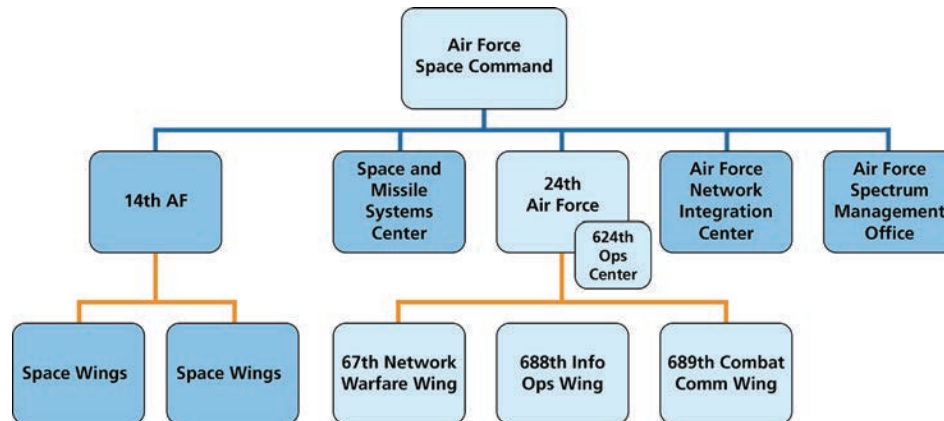 Air Force
Space Command
14th AF
Space and
Missile
Systems
Center
24th
Air Force
624th
Ops
Center
Air Force
Network
Integration
Center
Air Force
Spectrum
Management
Office
Space Wings
Space Wings
67th Network
Warfare Wing
688th Info
Ops Wing
689th Combat
Comm Wing